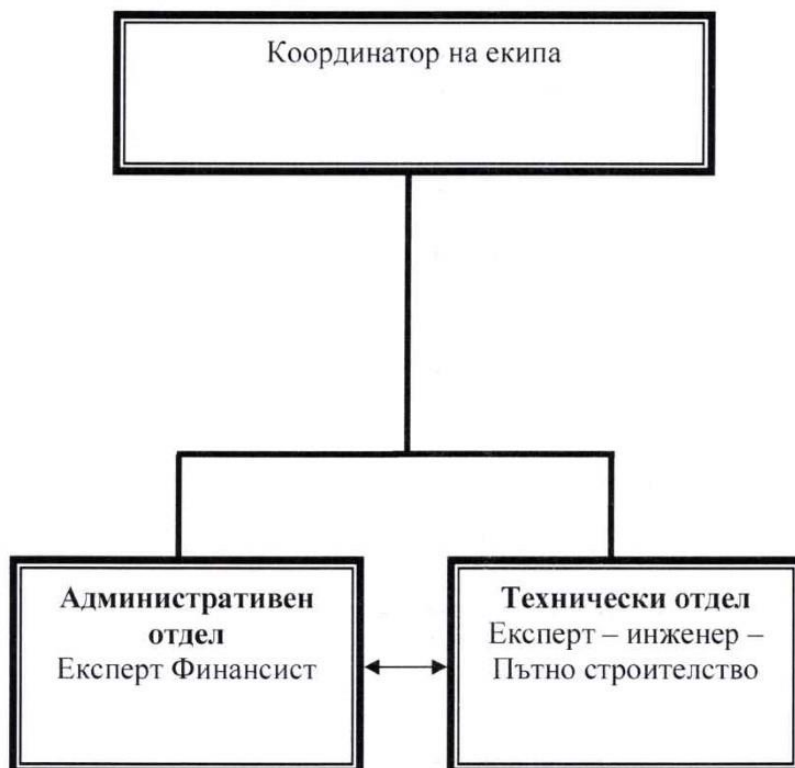 Координатор на екипа
Административен
отдел
Експерт Финансист
Технически отдел
Експерт – инженер –
Пътно строителство